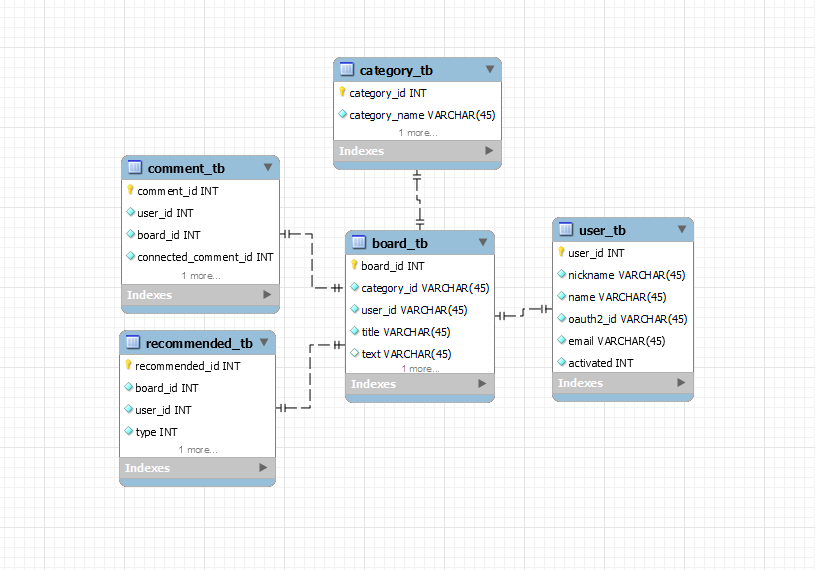 category_tb
category_id INT
category_name VARCHAR(45)
1 more...
Indexes
comment_tb
comment_id INT
user_id INT
board_id INT
connected_comment_id INT
1 more...
Indexes
board_tb
board_id INT
category_id VARCHAR(45)
user_id VARCHAR(45)
title VARCHAR(45)
text VARCHAR(45)
1 more...
Indexes
user_tb
user_id INT
nickname VARCHAR(45)
name VARCHAR(45)
oauth2_id VARCHAR(45)
email VARCHAR(45)
activated INT
Indexes
recommended_tb
recommended_id INT
board_id INT
user_id INT
type INT
1 more...
Indexes